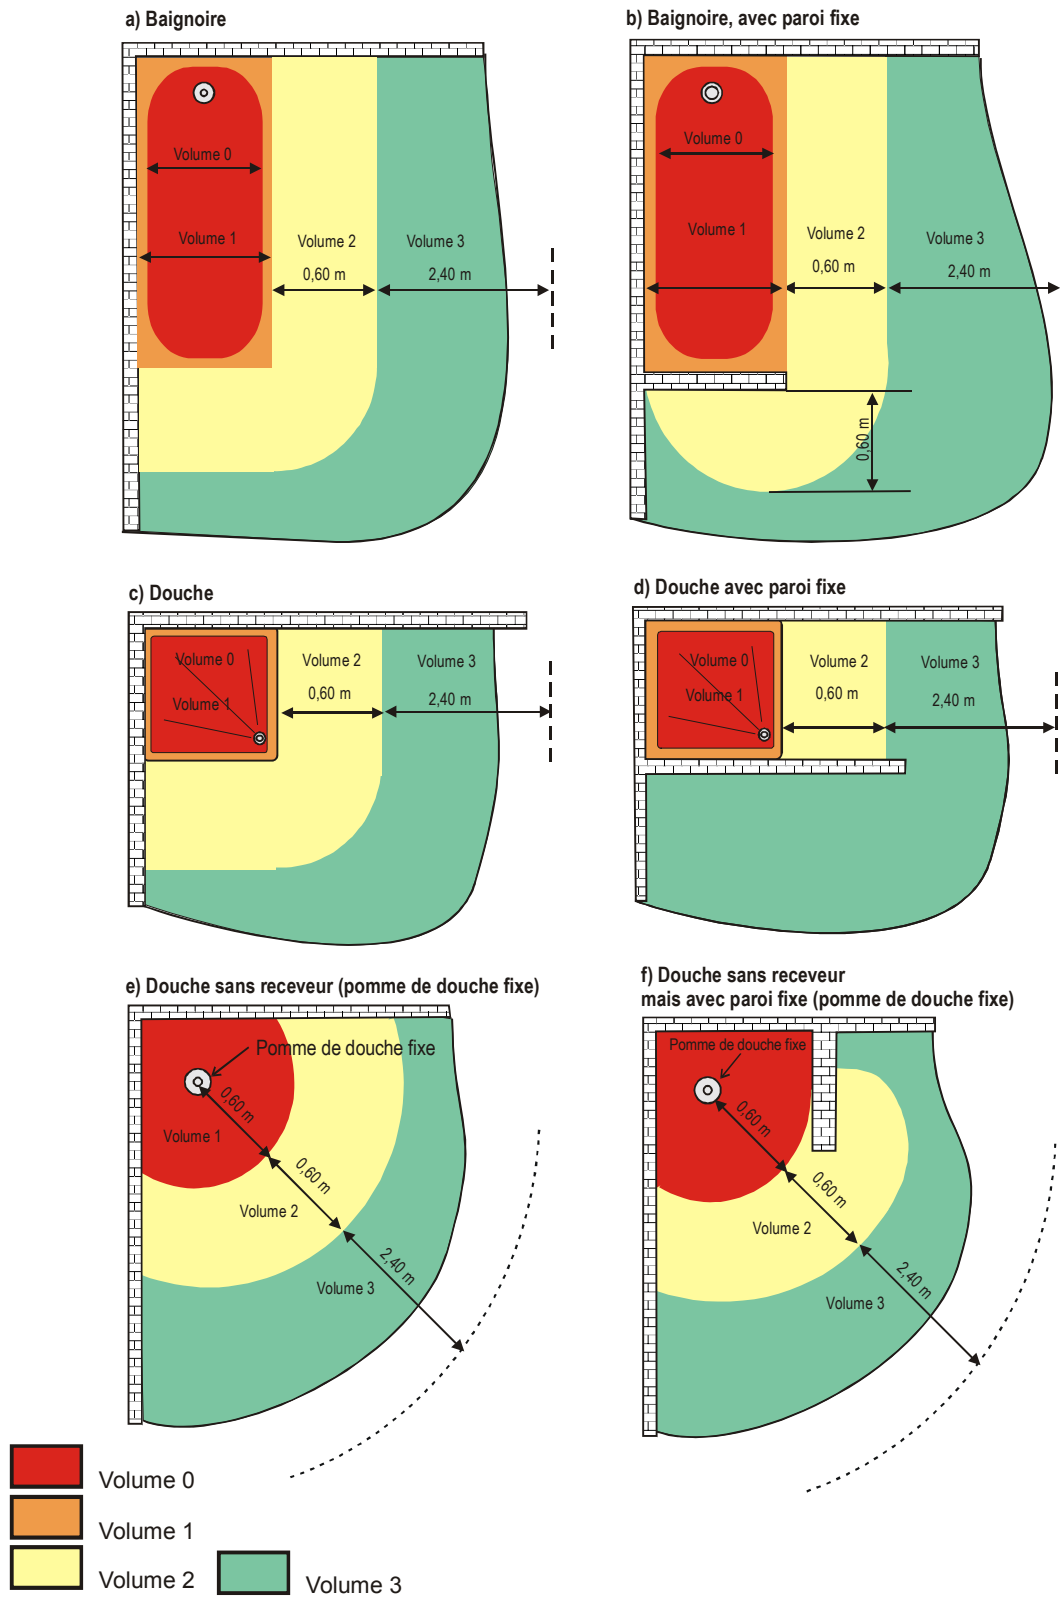 a) Baignoire
b) Baignoire, avec paroi fixe
Volume 0
Volume 1
Volume 2
0,60 m
Volume 3
2,40 m
Volume 0
Volume 1
Volume 2
0,60 m
Volume 3
2,40 m
0,60 m
c) Douche
d) Douche avec paroi fixe
Volume 0
Volume 1
Volume 2
0,60 m
Volume 3
2,40 m
Volume 0
Volume 1
Volume 2
0,60 m
Volume 3
2,40 m
e) Douche sans receveur (pomme de douche fixe)
f) Douche sans receveur
mais avec paroi fixe (pomme de douche fixe)
Pomme de douche fixe
0,60 m
Volume 1
0,60 m
Volume 2
2,40 m
Volume 3
Pomme de douche fixe
0,60 m
0,60 m
Volume 2
2,40 m
Volume 3
Volume 0
Volume 1
Volume 2
Volume 3